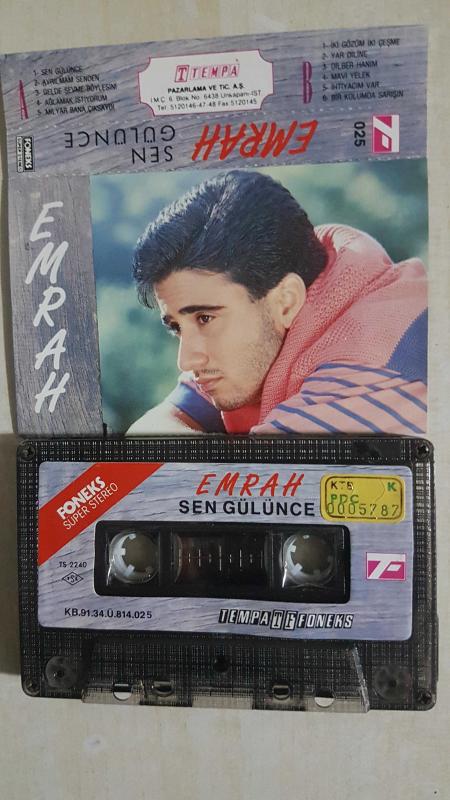 1- SEN GÜLÜNCE
2- AYRILMAM SENDEN
3- GELDE SEVME BÖYLESİNİ
4- AĞLAMAK İSTİYORUM
5- MİLYAR BANA ÇIKSAYDI
A
T TEMPA
PAZARLAMA VE TİC. A.Ş.
İ.M.Ç. 6. Blok No: 6438 Unkapanı-İST.
Tel: 5120146-47-48 Fax: 5120145
B
1- İKİ GÖZÜM İKİ ÇEŞME
2- YAR DİLİNE
3- DİLBER HANIM
4- MAVİ YELEK
5- İHTİYACIM VAR
6- BİR KOLUMDA SARIŞIN
FONEKS
SUPER STEREO
SEN
GÜLÜNCE
EMRAH
025
EMRAH
FONEKS
SÜPER STEREO
EMRAH
SEN GÜLÜNCE
KTB K
PDC
0005787
TS 2240
TSE
KB.91.34.Ü.814.025
TEMPA FONEKS